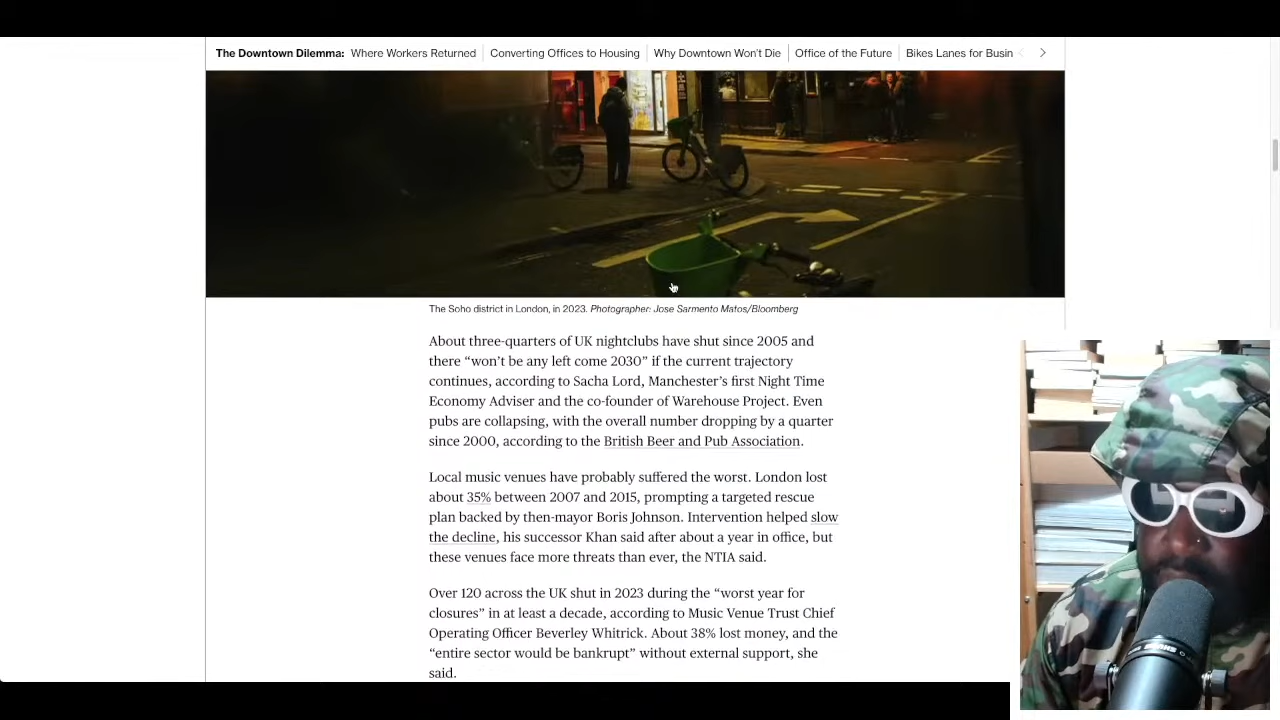 The Downtown Dilemma: Where Workers Returned Converting Offices to Housing Why Downtown Won't Die Office of the Future Bikes Lanes for Busin
The Soho district in London, in 2023. Photographer: Jose Sarmento Matos/Bloomberg
About three-quarters of UK nightclubs have shut since 2005 and
there “won’t be any left come 2030” if the current trajectory
continues, according to Sacha Lord, Manchester’s first Night Time
Economy Adviser and the co-founder of Warehouse Project. Even
pubs are collapsing, with the overall number dropping by a quarter
since 2000, according to the British Beer and Pub Association.
Local music venues have probably suffered the worst. London lost
about 35% between 2007 and 2015, prompting a targeted rescue
plan backed by then-mayor Boris Johnson. Intervention helped slow
the decline, his successor Khan said after about a year in office, but
these venues face more threats than ever, the NTIA said.
Over 120 across the UK shut in 2023 during the “worst year for
closures” in at least a decade, according to Music Venue Trust Chief
Operating Officer Beverley Whitrick. About 38% lost money, and the
“entire sector would be bankrupt” without external support, she
said.